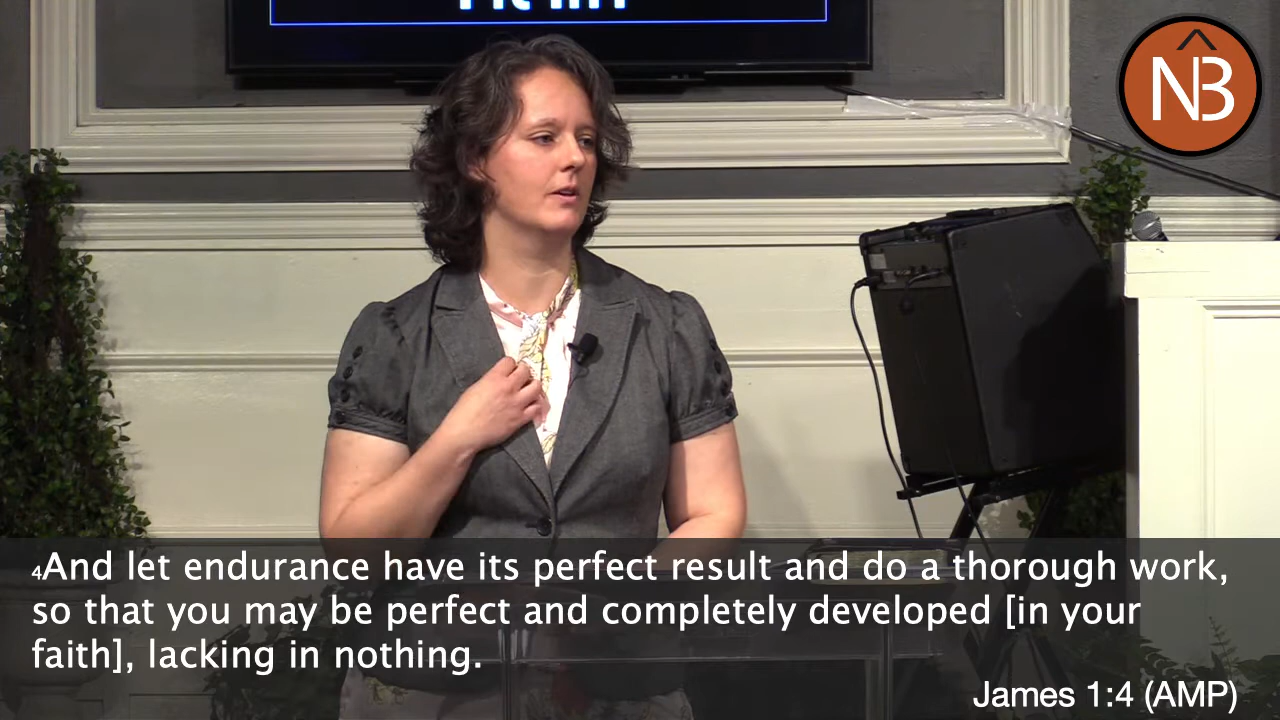 NB
₄And let endurance have its perfect result and do a thorough work,
so that you may be perfect and completely developed [in your
faith], lacking in nothing.
James 1:4 (AMP)